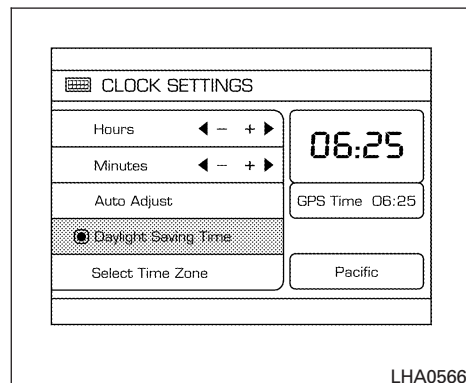 CLOCK SETTINGS
Hours - +
06:25
Minutes - +
Auto Adjust
GPS Time 06:25
Daylight Saving Time
Select Time Zone
Pacific
LHA0566